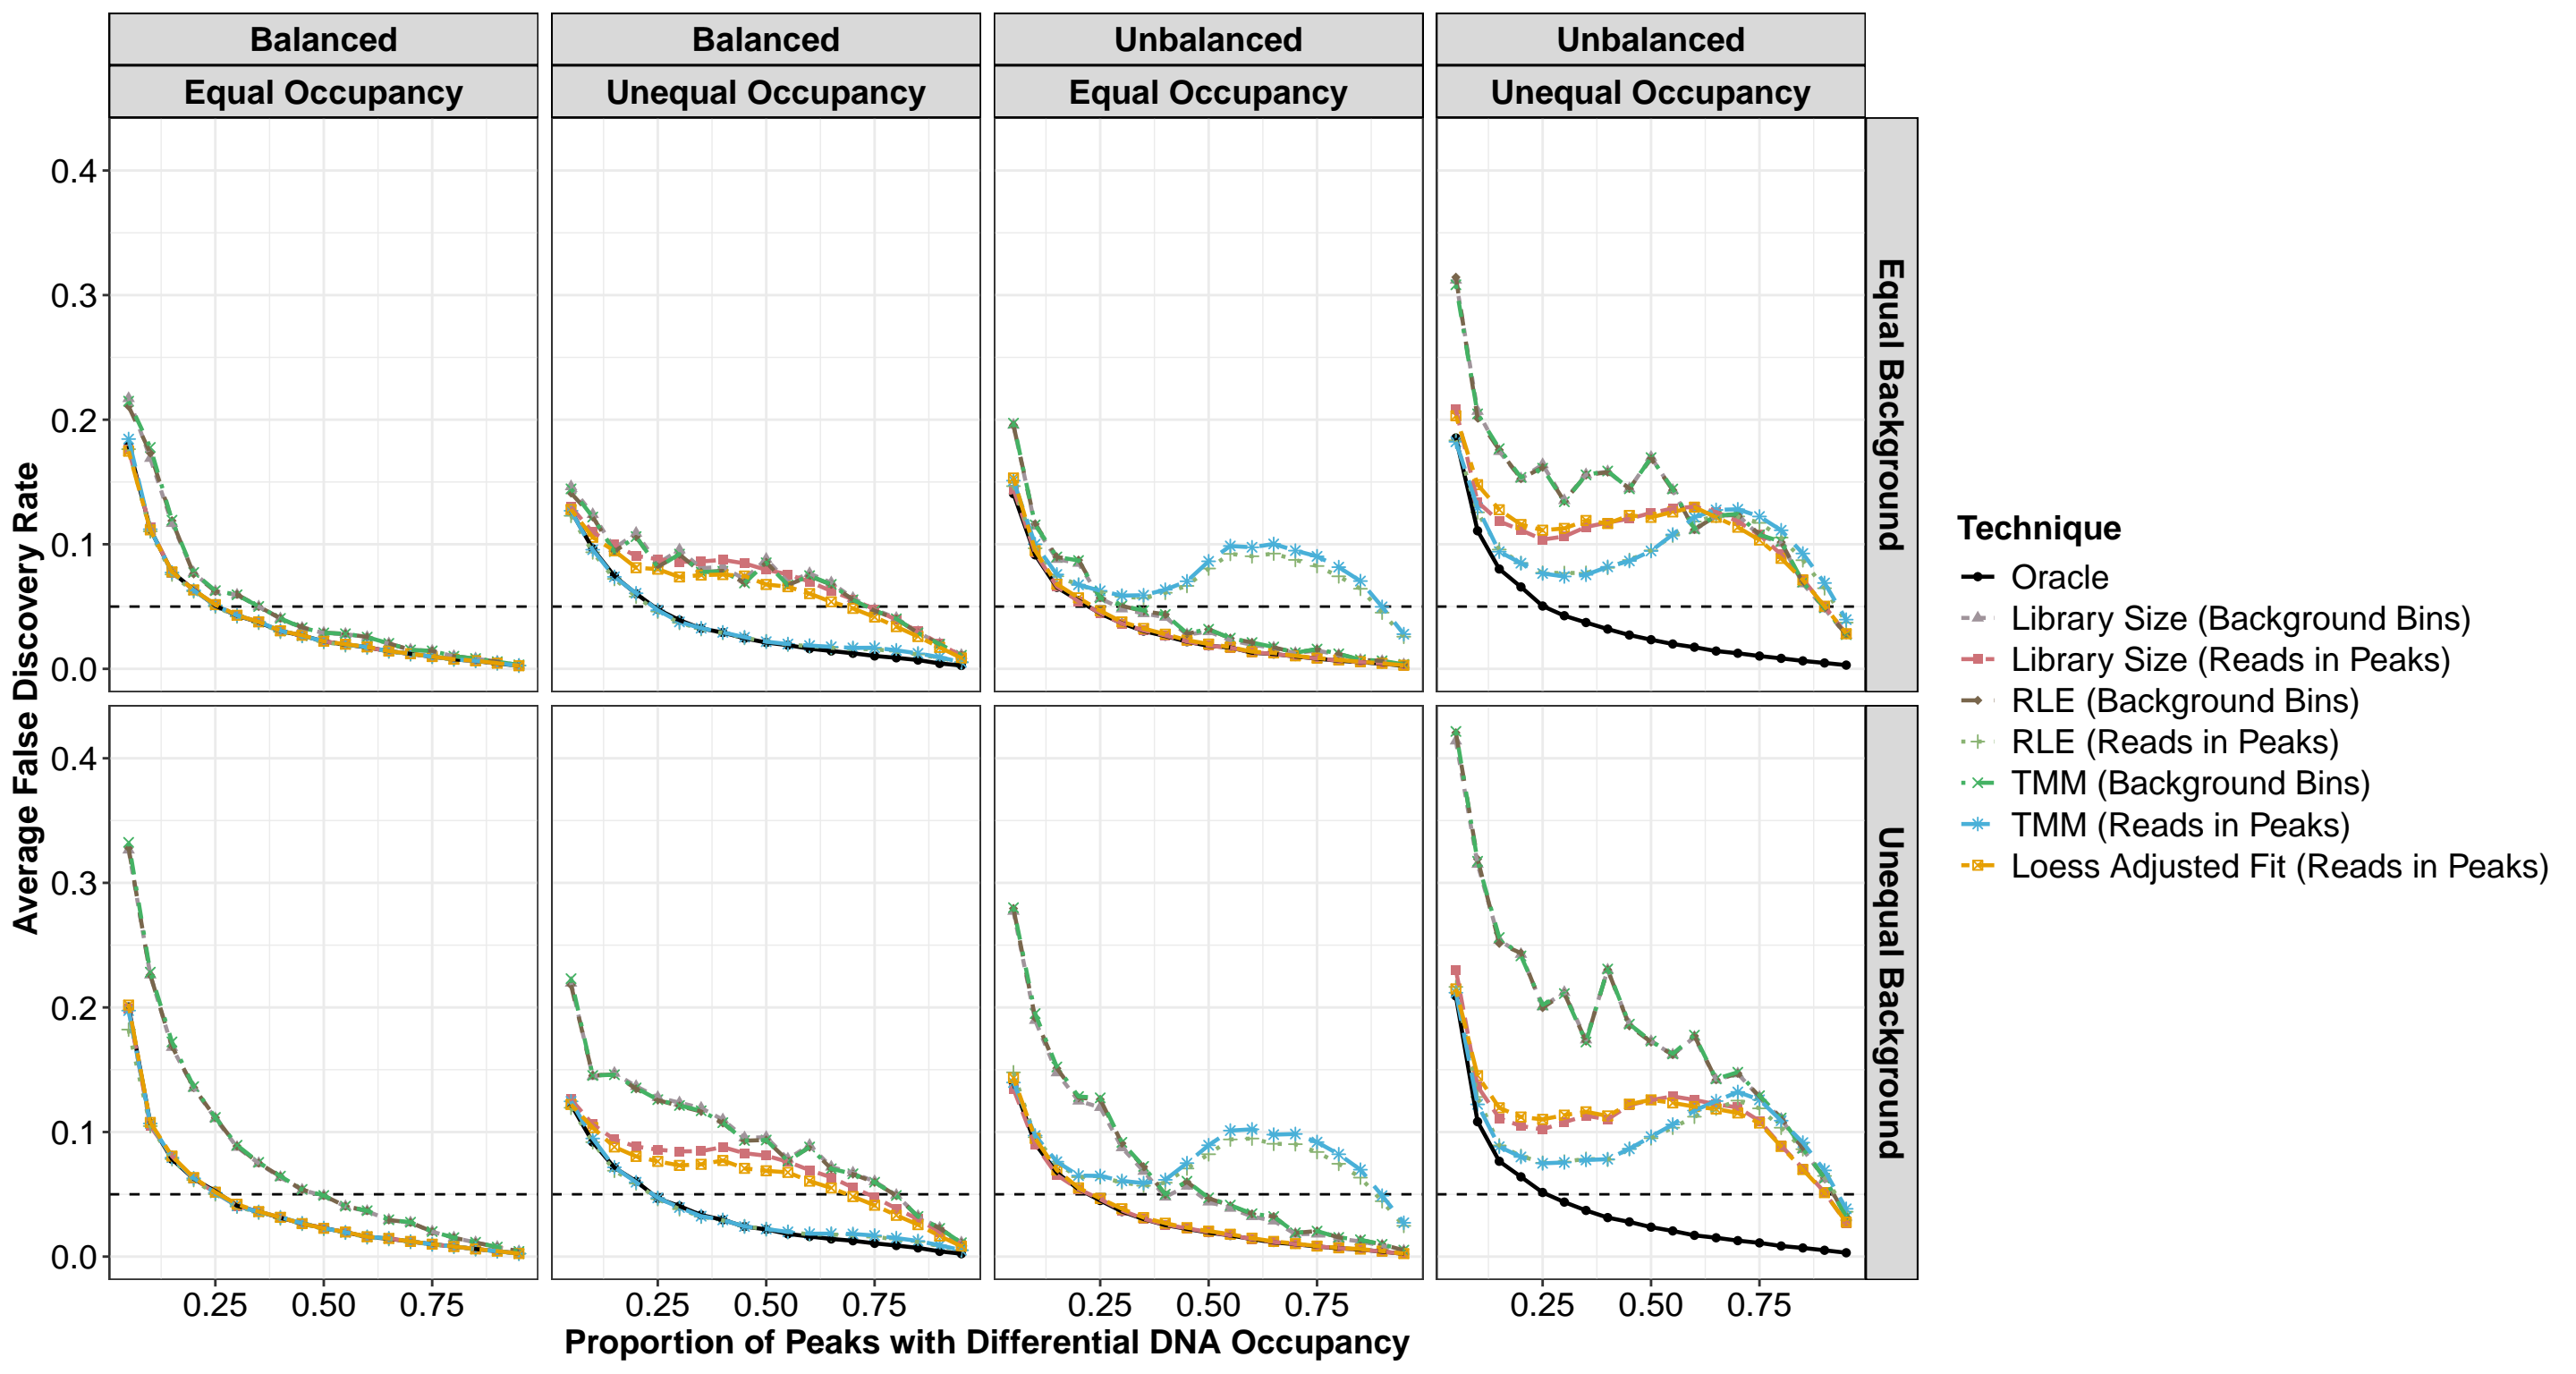 Balanced
Balanced
Unbalanced
Unbalanced
Equal Occupancy
Unequal Occupancy
Equal Occupancy
Unequal Occupancy
Average False Discovery Rate
0.4
0.3
0.2
0.1
0.0
Equal Background
0.4
0.3
0.2
0.1
0.0
Unequal Background
0.25 0.50 0.75
0.25 0.50 0.75
0.25 0.50 0.75
0.25 0.50 0.75
Proportion of Peaks with Differential DNA Occupancy
Technique
Oracle
Library Size (Background Bins)
Library Size (Reads in Peaks)
RLE (Background Bins)
RLE (Reads in Peaks)
TMM (Background Bins)
TMM (Reads in Peaks)
Loess Adjusted Fit (Reads in Peaks)